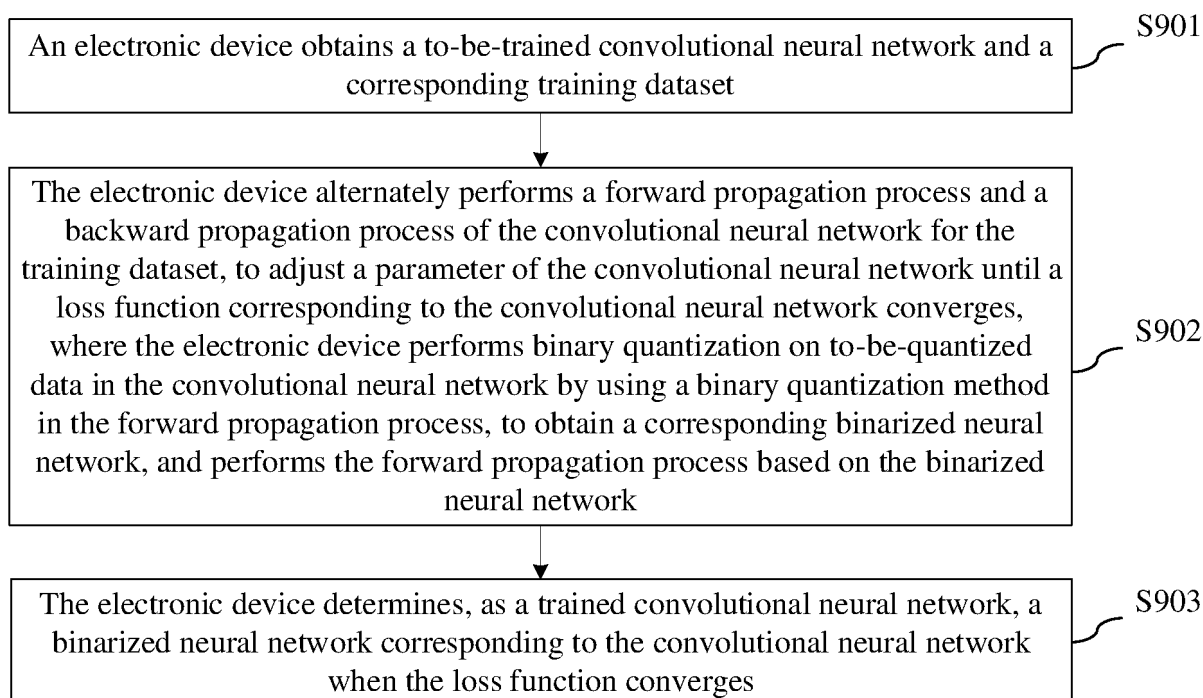 An electronic device obtains a to-be-trained convolutional neural network and a
corresponding training dataset
S901
The electronic device alternately performs a forward propagation process and a
backward propagation process of the convolutional neural network for the
training dataset, to adjust a parameter of the convolutional neural network until a
loss function corresponding to the convolutional neural network converges,
where the electronic device performs binary quantization on to-be-quantized
data in the convolutional neural network by using a binary quantization method
in the forward propagation process, to obtain a corresponding binarized neural
network, and performs the forward propagation process based on the binarized
neural network
S902
The electronic device determines, as a trained convolutional neural network, a
binarized neural network corresponding to the convolutional neural network
when the loss function converges
S903